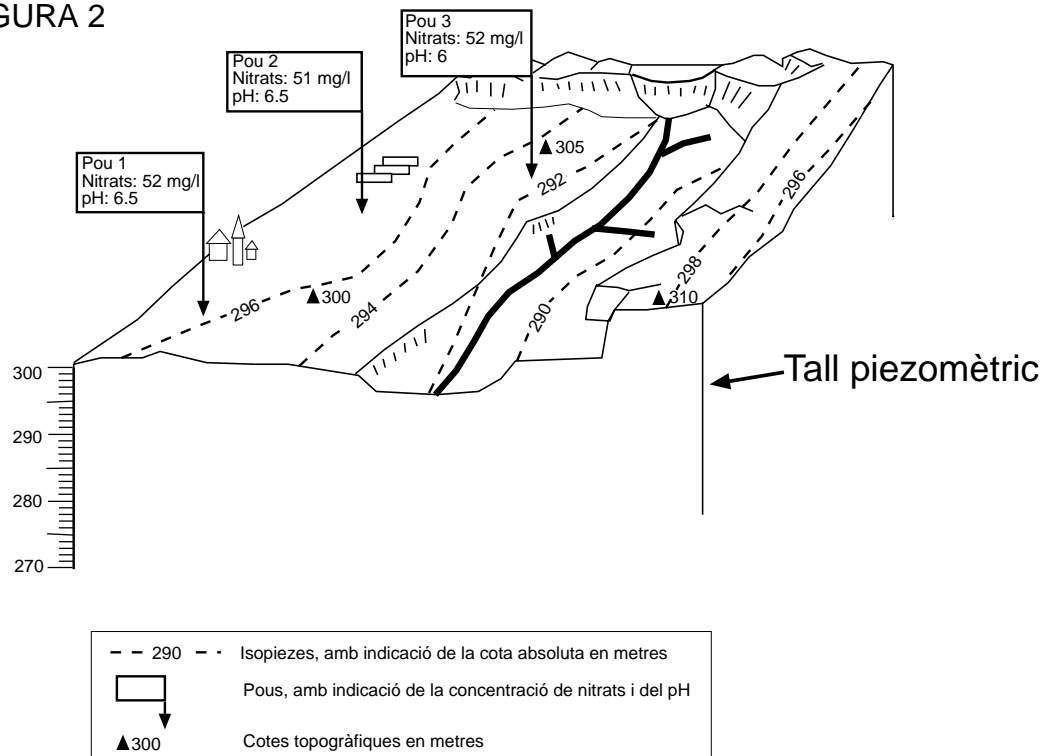 GURA 2
Pou 3
Nitrats: 52 mg/l
pH: 6
Pou 2
Nitrats: 51 mg/l
pH: 6.5
Pou 1
Nitrats: 52 mg/l
pH: 6.5
305
292
296
298
310
300
296
294
290
Tall piezomètric
300
290
280
270
290 Isopiezes, amb indicació de la cota absoluta en metres
Pous, amb indicació de la concentració de nitrats i del pH
300 Cotes topogràfiques en metres